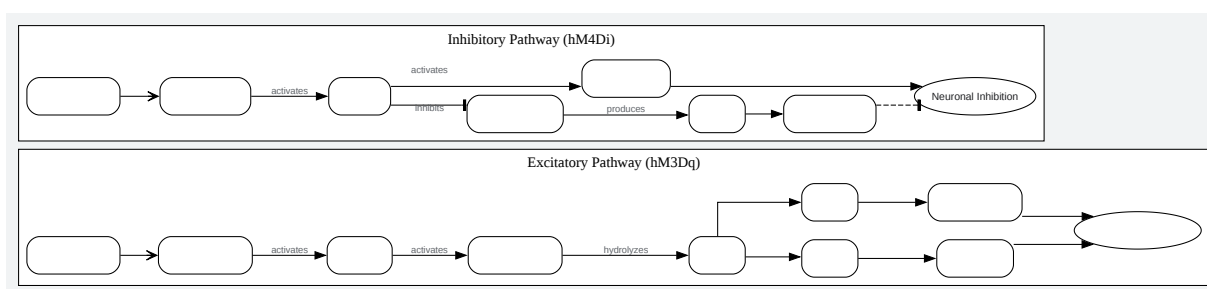 Inhibitory Pathway (hM4Di)
activates
activates
inhibits
produces
Neuronal Inhibition
Excitatory Pathway (hM3Dq)
activates
activates
hydrolyzes